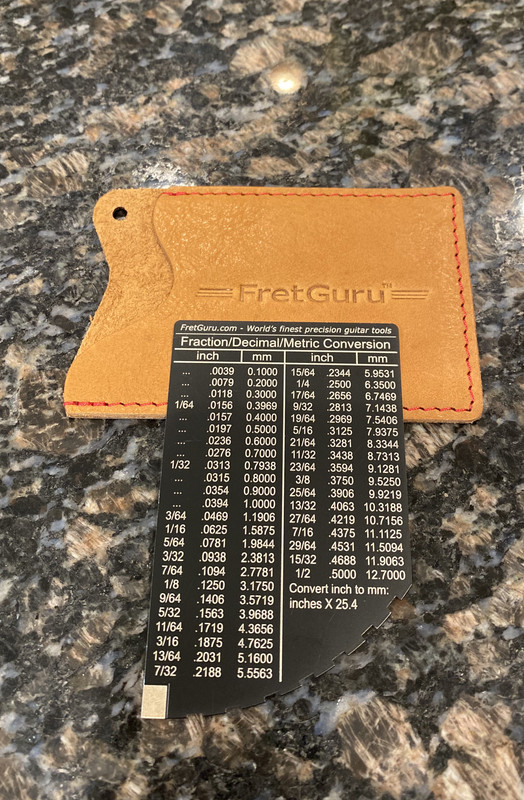 FretGuru™
FretGuru.com - World's finest precision guitar tools
Fraction/Decimal/Metric Conversion
inch mm inch mm
... .0039 0.1000 15/64 .2344 5.9531
... .0079 0.2000 1/4 .2500 6.3500
... .0118 0.3000 17/64 .2656 6.7469
1/64 .0156 0.3969 9/32 .2813 7.1438
... .0157 0.4000 19/64 .2969 7.5406
... .0197 0.5000 5/16 .3125 7.9375
... .0236 0.6000 21/64 .3281 8.3344
... .0276 0.7000 11/32 .3438 8.7313
1/32 .0313 0.7938 23/64 .3594 9.1281
... .0315 0.8000 3/8 .3750 9.5250
... .0354 0.9000 25/64 .3906 9.9219
... .0394 1.0000 13/32 .4063 10.3188
3/64 .0469 1.1906 27/64 .4219 10.7156
1/16 .0625 1.5875 7/16 .4375 11.1125
5/64 .0781 1.9844 29/64 .4531 11.5094
3/32 .0938 2.3813 15/32 .4688 11.9063
7/64 .1094 2.7781 1/2 .5000 12.7000
1/8 .1250 3.1750 Convert inch to mm:
9/64 .1406 3.5719 inches X 25.4
5/32 .1563 3.9688
11/64 .1719 4.3656
3/16 .1875 4.7625
13/64 .2031 5.1600
7/32 .2188 5.5563